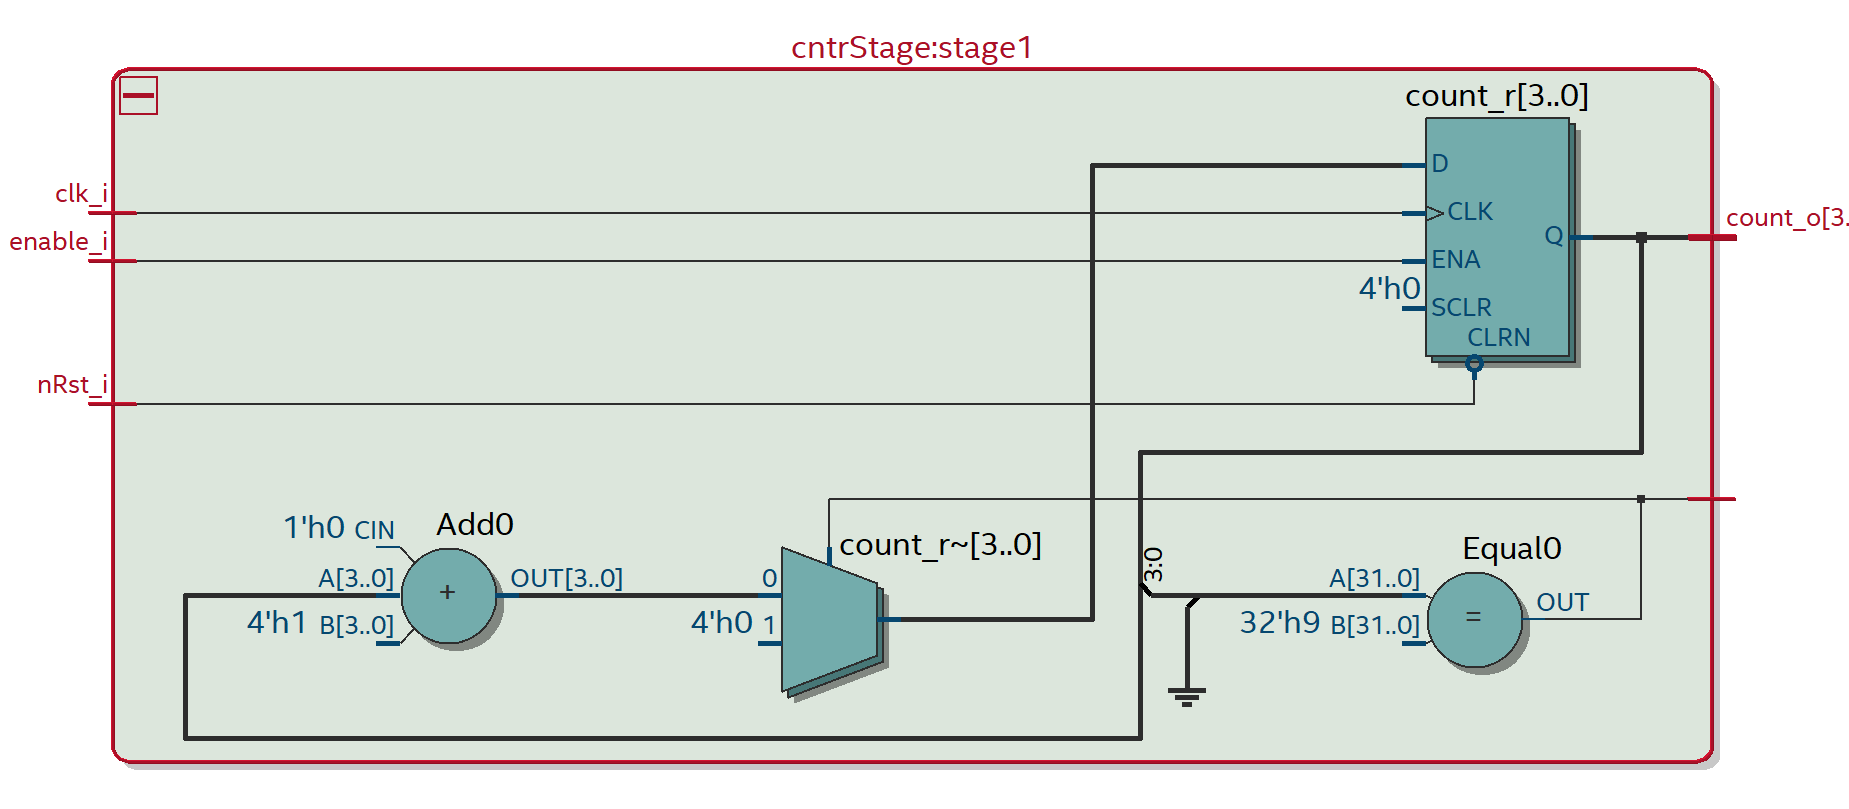 cntrStage:stage1
count_r[3..0]
D
clk_i
CLK
count_o[3.
enable_i
Q
ENA
4'h0
SCLR
CLRN
nRst_i
1'h0 CIN
Add0
count_r~[3..0]
3:0
Equal0
A[3..0]
+
OUT[3..0]
0
A[31..0]
=
OUT
4'h1 B[3..0]
4'h0 1
32'h9 B[31..0]